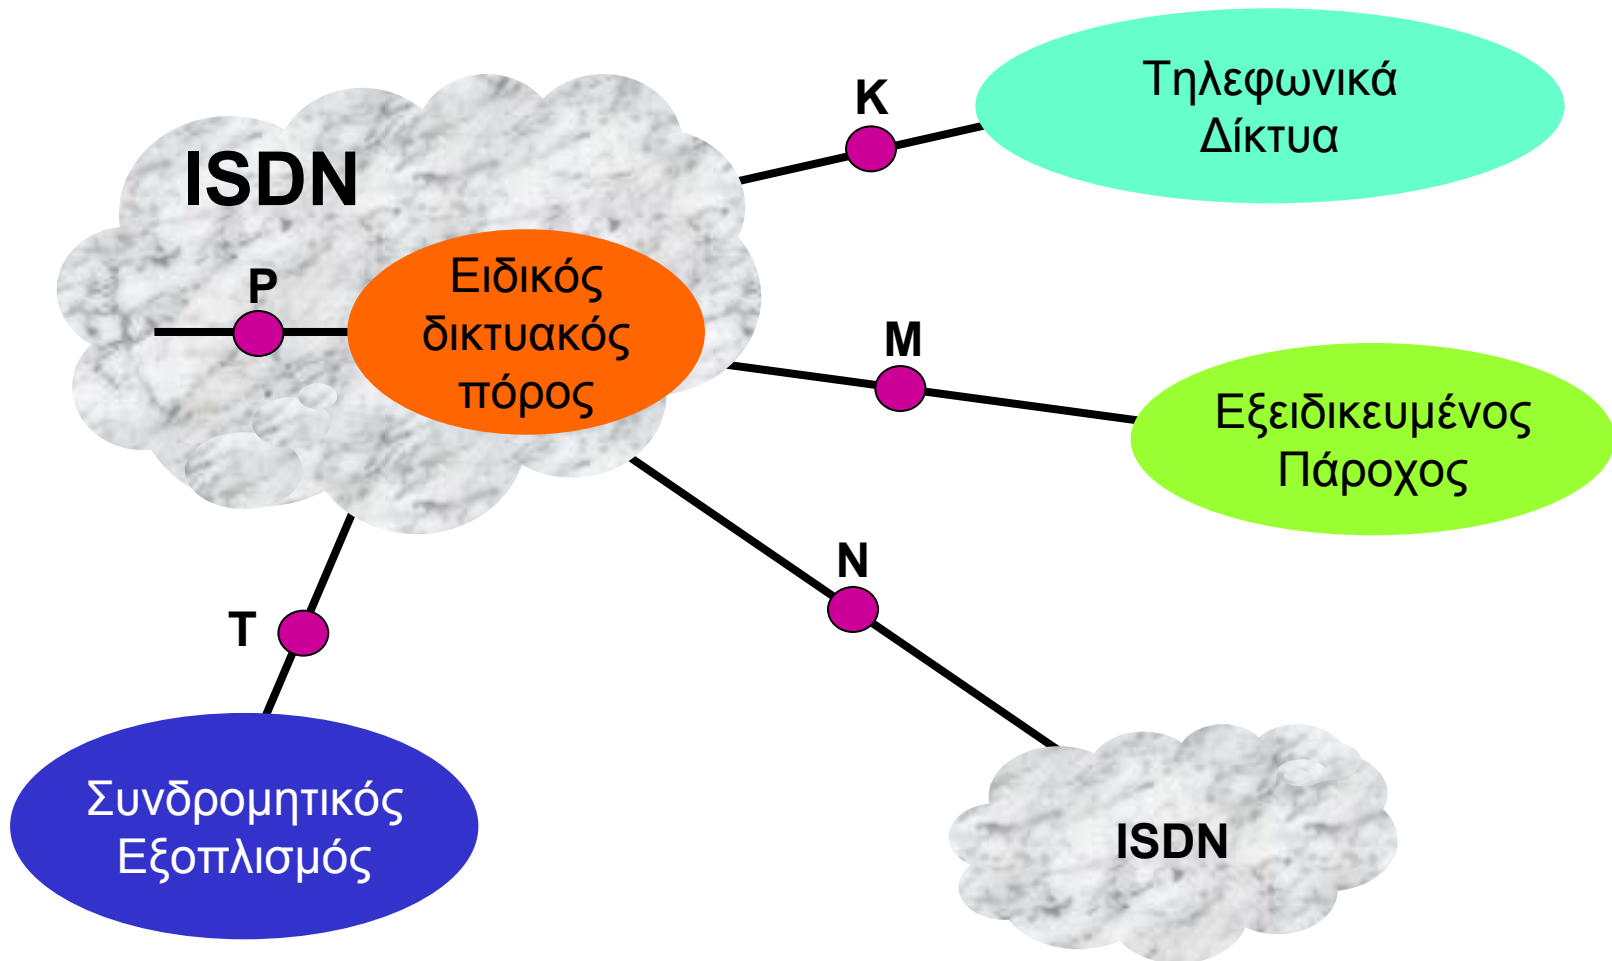 K
Τηλεφωνικά
Δίκτυα
ISDN
P
Ειδικός
δικτυακός
πόρος
M
Εξειδικευμένος
Πάροχος
N
T
Συνδρομητικός
Εξοπλισμός
ISDN